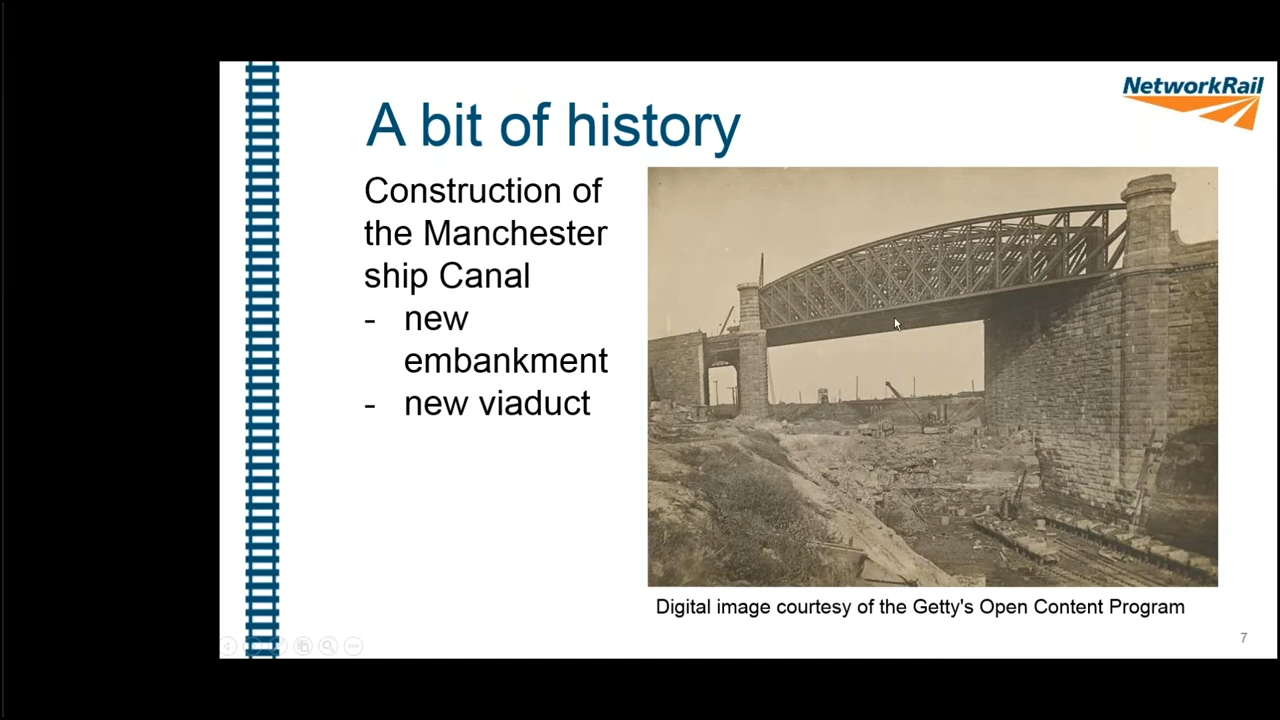 NetworkRail
A bit of history
Construction of
the Manchester
ship Canal
- new
embankment
- new viaduct
Digital image courtesy of the Getty's Open Content Program
7